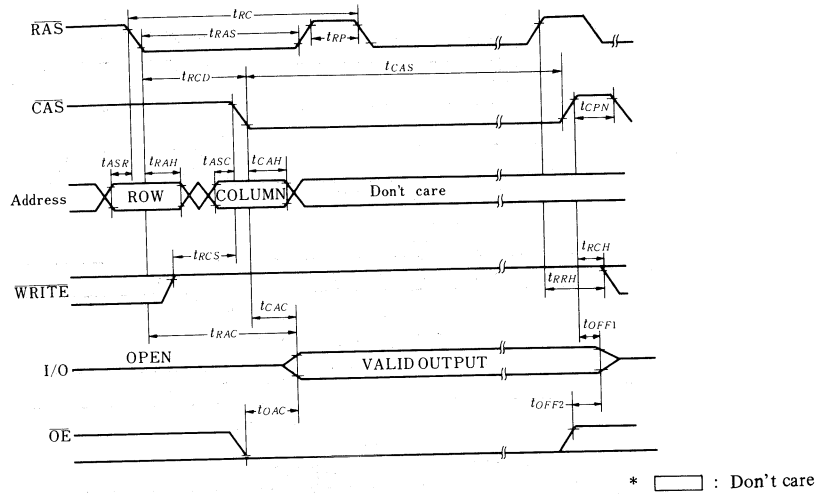 RAS
tRC
tRAS
tRP
tRCD
tCAS
CAS
tCPN
tASR
tRAH
tASC
tCAH
Address
ROW
COLUMN
Don't care
tRCS
tRCH
WRITE
tRRH
tCAC
tRAC
tOFF1
I/O
OPEN
VALID OUTPUT
tOAC
tOFF2
OE
* : Don't care